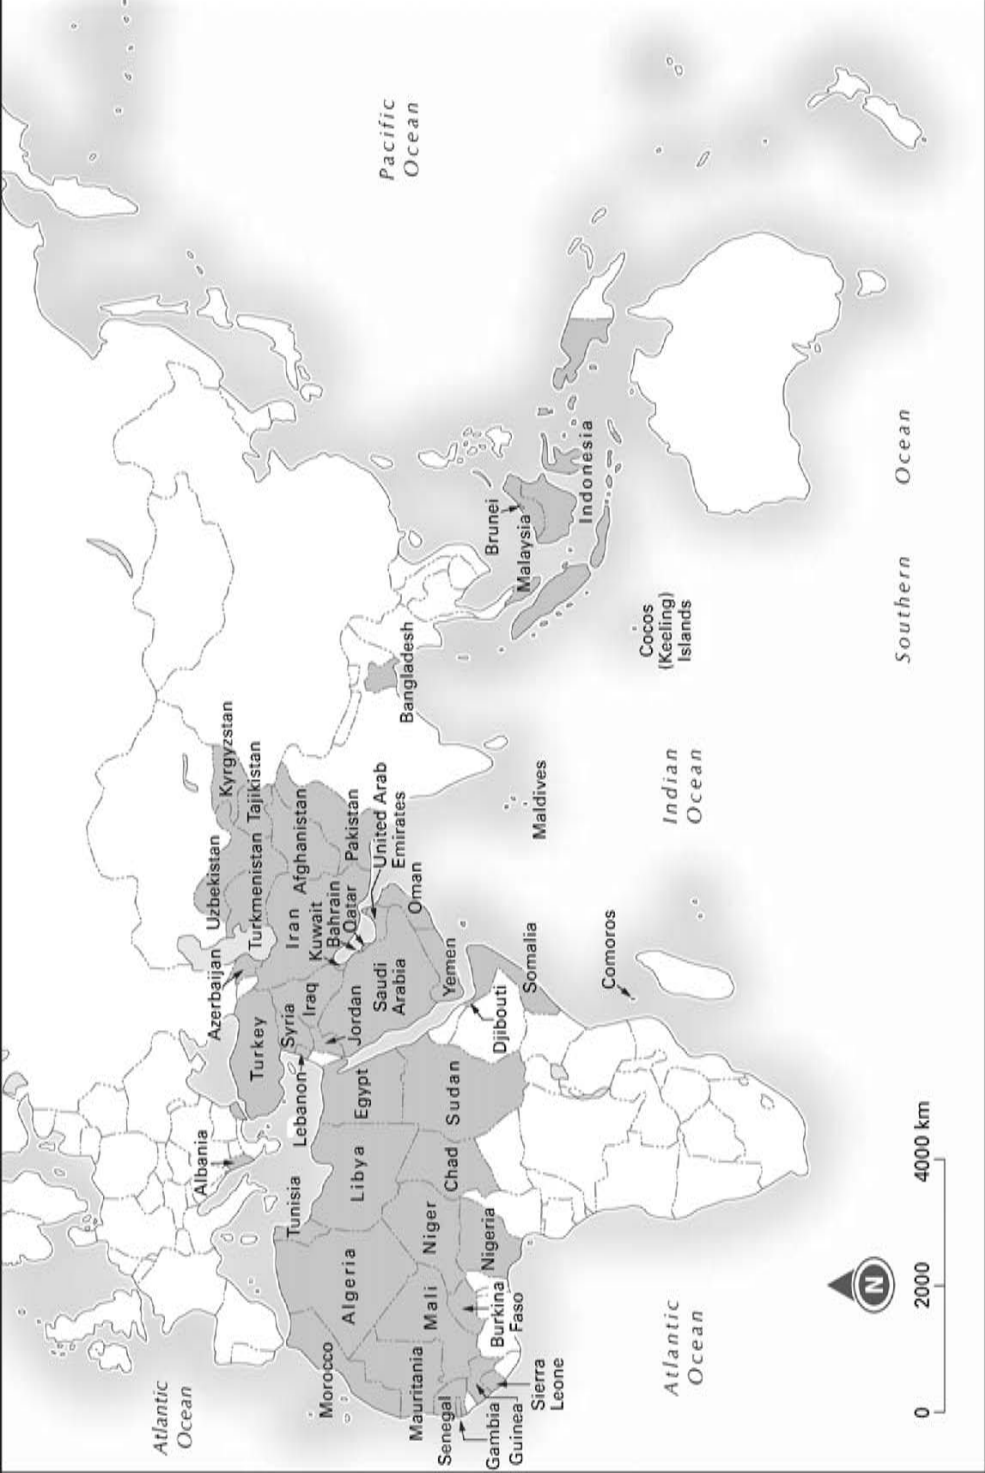 Atlantic
Ocean
Pacific
Ocean
Albania
Azerbaijan
Uzbekistan
Kyrgyzstan
Turkey
Turkmenistan
Tajikistan
Tunisia
Lebanon
Syria
Iraq
Iran
Afghanistan
Kuwait
Bahrain
Qatar
Pakistan
United Arab
Emirates
Oman
Morocco
Algeria
Libya
Egypt
Jordan
Saudi
Arabia
Bangladesh
Mauritania
Mali
Niger
Chad
Sudan
Yemen
Senegal
Gambia
Guinea
Sierra
Leone
Burkina
Faso
Nigeria
Djibouti
Somalia
Maldives
Brunei
Malaysia
Indonesia
Comoros
Cocos
(Keeling)
Islands
Atlantic
Ocean
Indian
Ocean
Southern Ocean
N
0 2000 4000 km